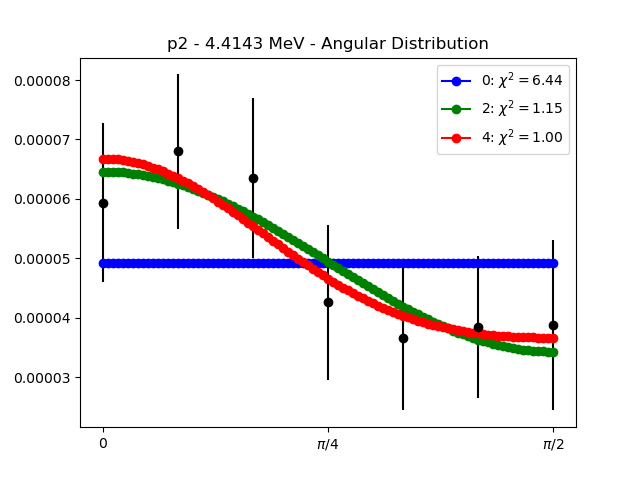 p2 - 4.4143 MeV - Angular Distribution
0: χ² = 6.44
2: χ² = 1.15
4: χ² = 1.00
0.00008
0.00007
0.00006
0.00005
0.00004
0.00003
0 π/4 π/2